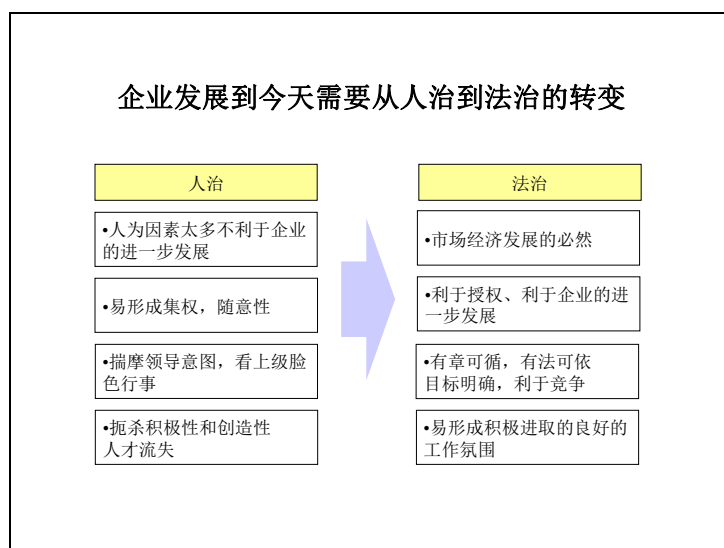 企业发展到今天需要从人治到法治的转变
人治
•人为因素太多不利于企业
的进一步发展
•易形成集权，随意性
•揣摩领导意图，看上级脸
色行事
•扼杀积极性和创造性
人才流失
法治
•市场经济发展的必然
•利于授权、利于企业的进
一步发展
•有章可循，有法可依
目标明确，利于竞争
•易形成积极进取的良好的
工作氛围